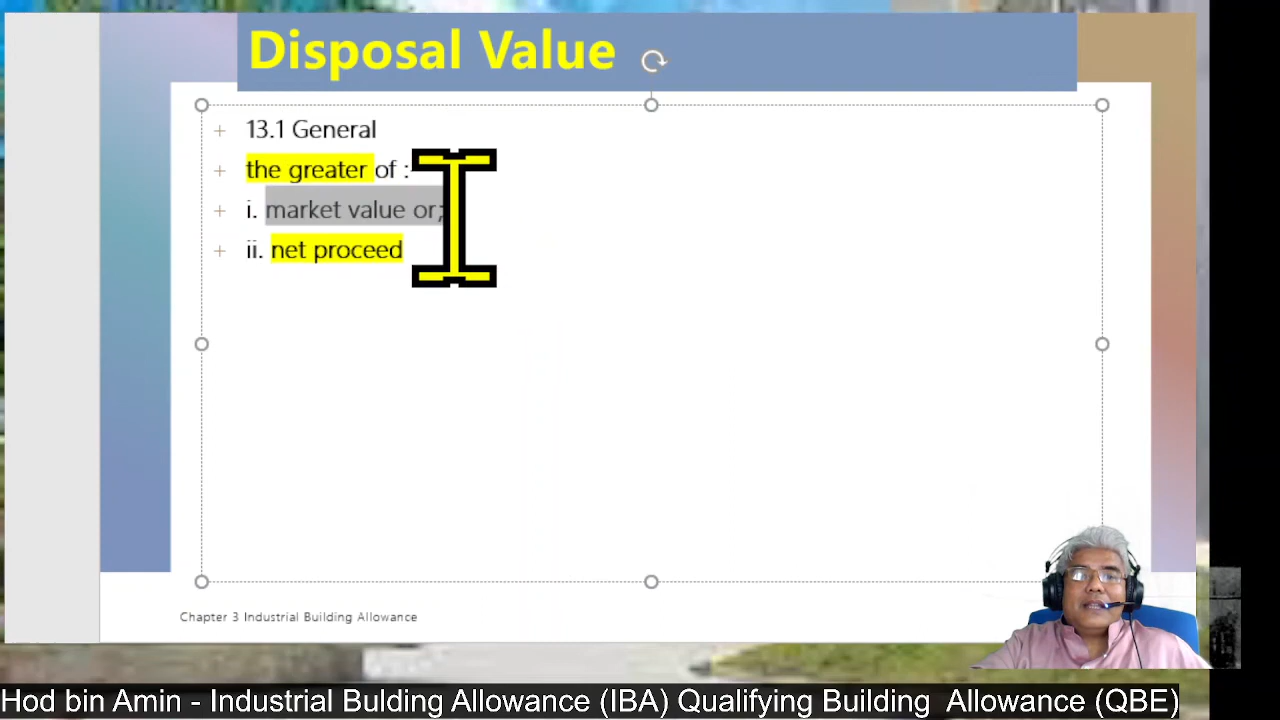 Disposal Value
13.1 General
the greater of :
i. market value or;
ii. net proceed
Chapter 3 Industrial Building Allowance
Hod bin Amin - Industrial Bulding Allowance (IBA) Qualifying Building Allowance (QBE)